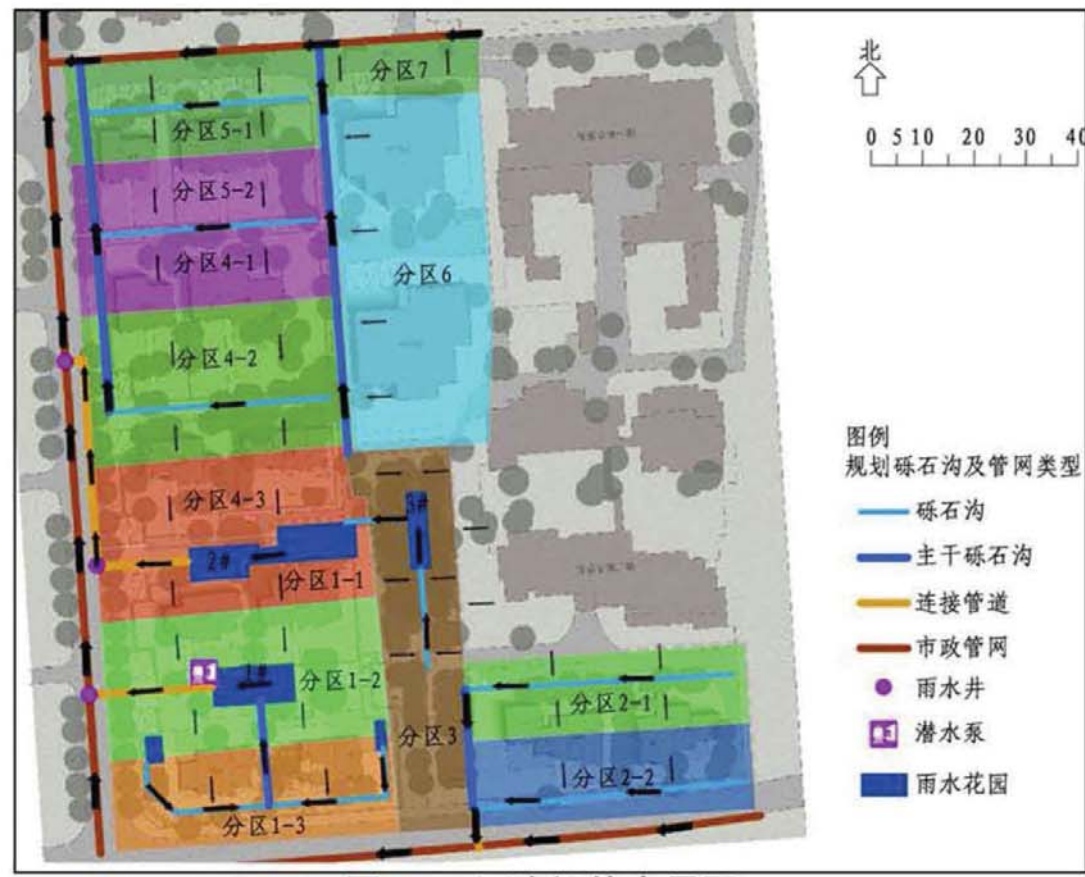 北
0 5 10 20 30 40
分区7
分区5-1
分区5-2
分区4-1
分区6
分区4-2
分区4-3
3#
2#
分区1-1
1#
分区1-2
分区2-1
分区3
分区2-2
分区1-3
图例
规划砾石沟及管网类型
砾石沟
主干砾石沟
连接管道
市政管网
雨水井
潜水泵
雨水花园